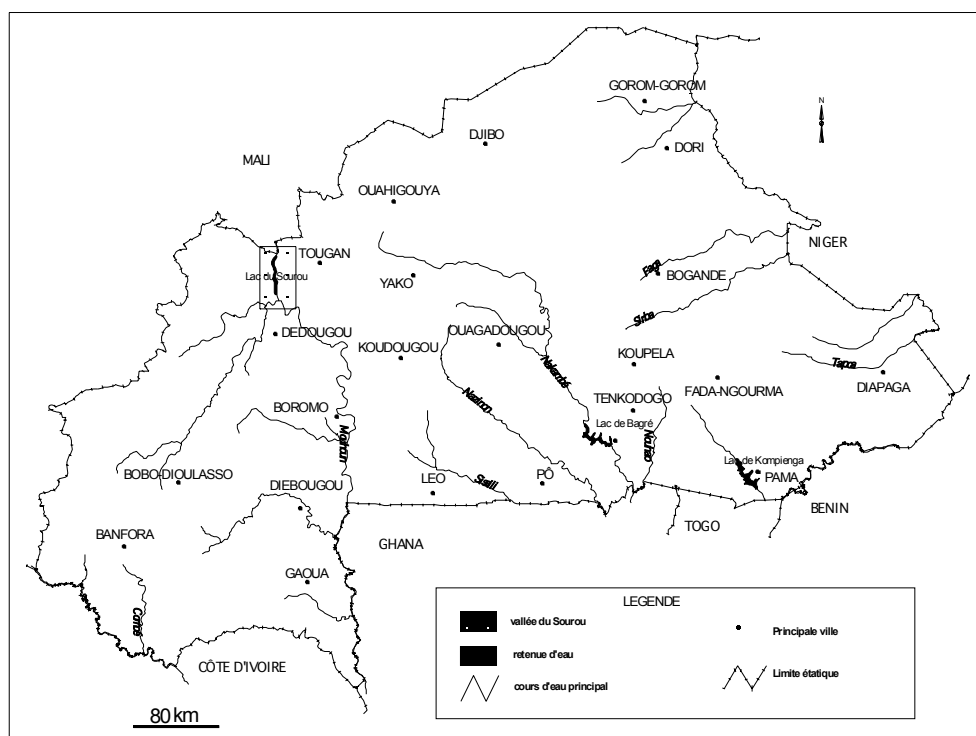 GOROM-GOROM
N
DJIBO
DORI
MALI
OUAHIGOUYA
NIGER
TOUGAN
Lac du Sourou
Faga
BOGANDE
YAKO
Sirba
OUAGADOUGOU
DEDOUGOU
KOUDOUGOU
Nakambé
KOUPELA
Tapoa
DIAPAGA
FADA-NGOURMA
Nazinon
TENKODOGO
BOROMO
Lac de Bagré
Mouhoun
Nouhao
Lac de Kompienga
BOBO-DIOULASSO
PAMA
DIEBOUGOU
LEO
Sissili
PÔ
BENIN
TOGO
BANFORA
GHANA
GAOUA
LEGENDE
Comoé
vallée du Sourou
Principale ville
retenue d'eau
CÔTE D'IVOIRE
Limite étatique
cours d'eau principal
80 km